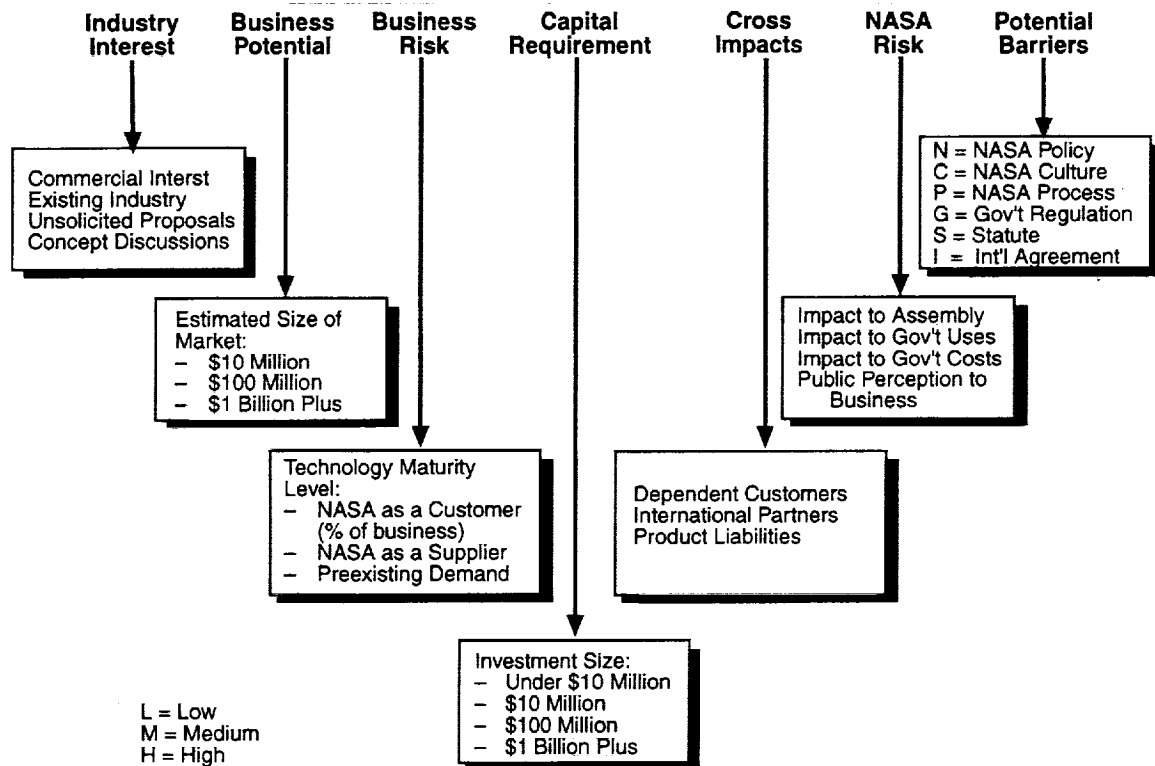 Industry Interest
Business Potential
Business Risk
Capital Requirement
Cross Impacts
NASA Risk
Potential Barriers
Commercial Interst
Existing Industry
Unsolicited Proposals
Concept Discussions
N = NASA Policy
C = NASA Culture
P = NASA Process
G = Gov't Regulation
S = Statute
I = Int'l Agreement
Estimated Size of
Market:
– $10 Million
– $100 Million
– $1 Billion Plus
Impact to Assembly
Impact to Gov't Uses
Impact to Gov't Costs
Public Perception to
Business
Technology Maturity
Level:
– NASA as a Customer
(% of business)
– NASA as a Supplier
– Preexisting Demand
Dependent Customers
International Partners
Product Liabilities
Investment Size:
– Under $10 Million
– $10 Million
– $100 Million
– $1 Billion Plus
L = Low
M = Medium
H = High